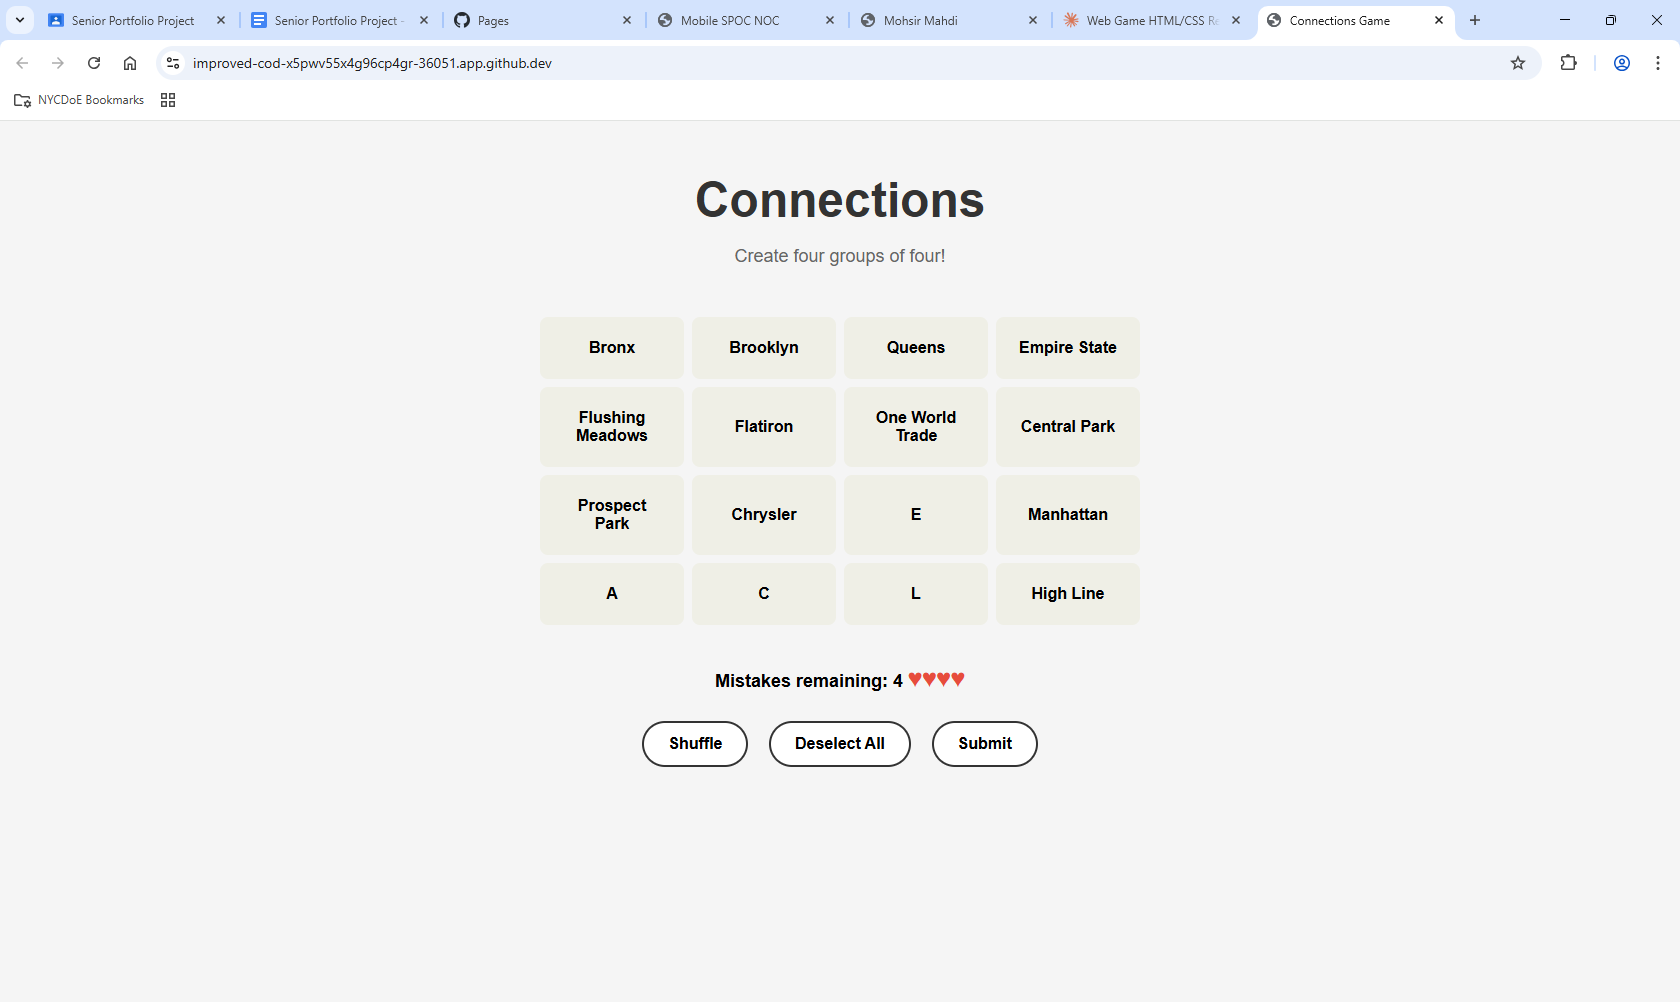 Senior Portfolio Project
Senior Portfolio Project -
Pages
Mobile SPOC NOC
Mohsir Mahdi
Web Game HTML/CSS Re
Connections Game
improved-cod-x5pwv55x4g96cp4gr-36051.app.github.dev
NYCDoE Bookmarks
Connections
Create four groups of four!
Bronx
Brooklyn
Queens
Empire State
Flushing
Meadows
Flatiron
One World
Trade
Central Park
Prospect
Park
Chrysler
E
Manhattan
A
C
L
High Line
Mistakes remaining: 4 ♥♥♥♥
Shuffle
Deselect All
Submit